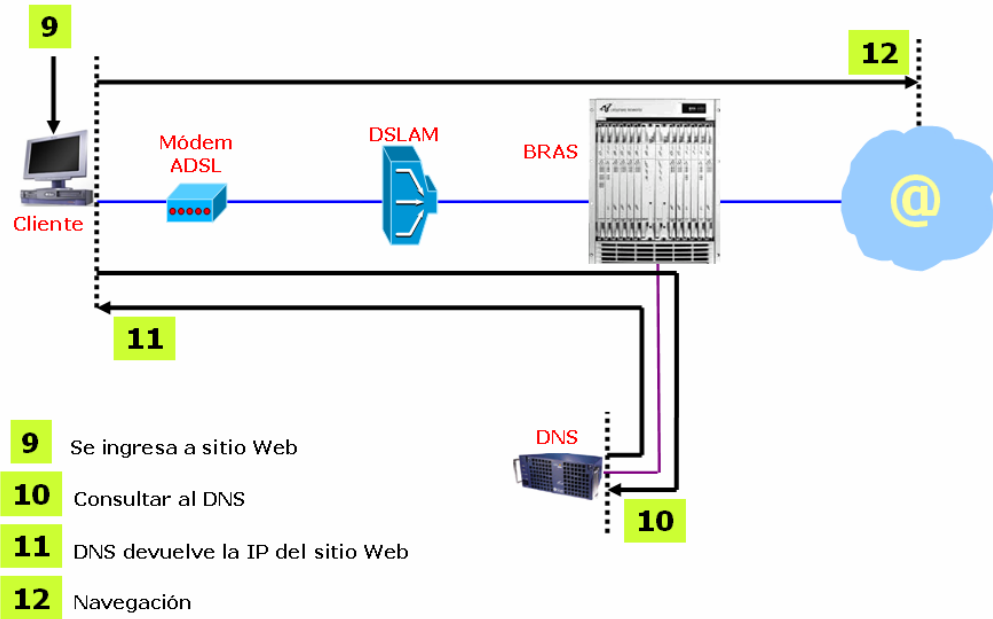 9
12
Módem
ADSL
DSLAM
BRAS
@
Cliente
11
DNS
10
9 Se ingresa a sitio Web
10 Consultar al DNS
11 DNS devuelve la IP del sitio Web
12 Navegación